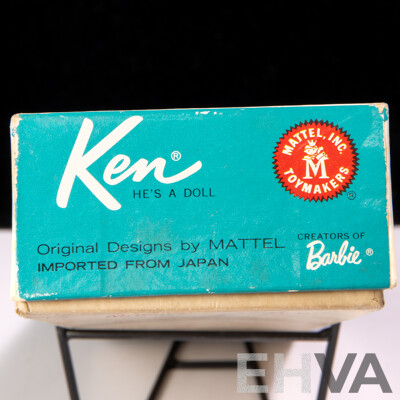 Ken®
HE'S A DOLL
MATTEL, INC.
M
TOYMAKERS
®
Original Designs by MATTEL
IMPORTED FROM JAPAN
CREATORS OF
Barbie®
EHVA